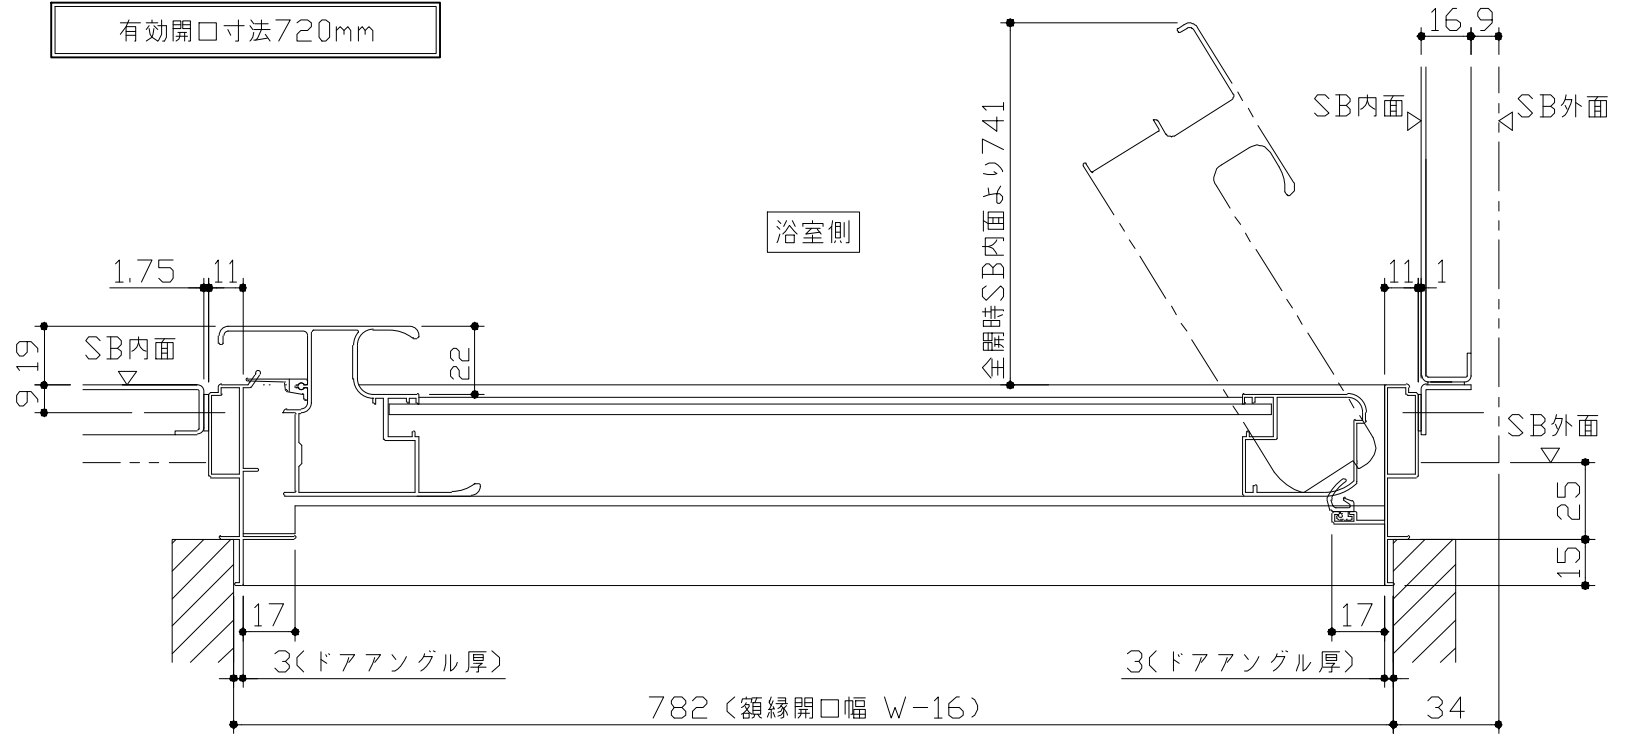 有効開口寸法720mm
16.9
SB内面
SB外面
全開時SB内面より741
浴室側
1.75
11
11
1
19
9
SB内面
22
SB外面
25
15
17
17
3(ドアアングル厚)
3(ドアアングル厚)
782 (額縁開口幅 W-16)
34